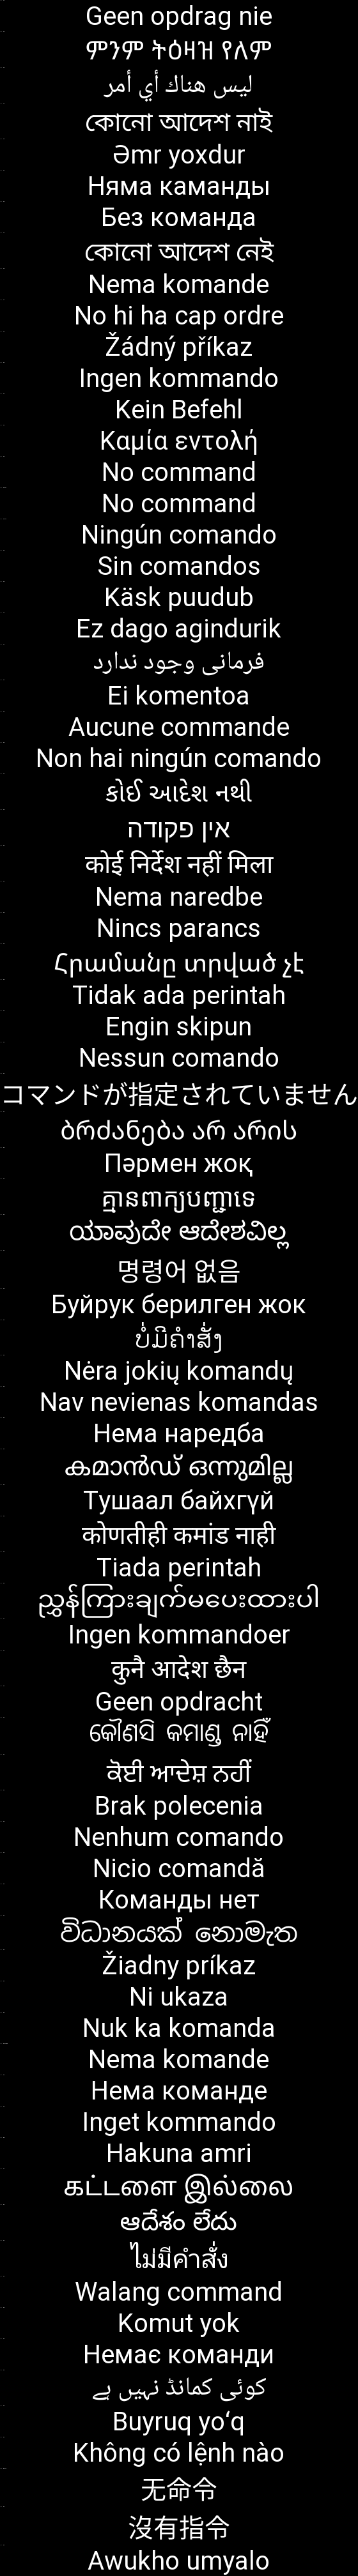 Geen opdrag nie
ምንም ትዕዛዝ የለም
ليس هناك أي أمر
কোনো আদেশ নাই
Əmr yoxdur
Няма каманды
Без команда
কোনো আদেশ নেই
Nema komande
No hi ha cap ordre
Žádný příkaz
Ingen kommando
Kein Befehl
Καμία εντολή
No command
No command
Ningún comando
Sin comandos
Käsk puudub
Ez dago agindurik
فرمانی وجود ندارد
Ei komentoa
Aucune commande
Non hai ningún comando
કોઈ આદેશ નથી
אין פקודה
कोई निर्देश नहीं मिला
Nema naredbe
Nincs parancs
Հրամանը տրված չէ
Tidak ada perintah
Engin skipun
Nessun comando
コマンドが指定されていません
ბრძანება არ არის
Пәрмен жоқ
គ្មានពាក្យបញ្ជាទេ
ಯಾವುದೇ ಆದೇಶವಿಲ್ಲ
명령어 없음
Буйрук берилген жок
ບໍ່ມີຄຳສັ່ງ
Nėra jokių komandų
Nav nevienas komandas
Нема наредба
കമാൻഡ് ഒന്നുമില്ല
Тушаал байхгүй
कोणतीही कमांड नाही
Tiada perintah
ညွှန်ကြားချက်မပေးထားပါ
Ingen kommandoer
कुनै आदेश छैन
Geen opdracht
କୌଣସି କମାଣ୍ଡ ନାହିଁ
ਕੋਈ ਆਦੇਸ਼ ਨਹੀਂ
Brak polecenia
Nenhum comando
Nicio comandă
Команды нет
විධානයක් නොමැත
Žiadny príkaz
Ni ukaza
Nuk ka komanda
Nema komande
Нема команде
Inget kommando
Hakuna amri
கட்டளை இல்லை
ఆదేశం లేదు
ไม่มีคำสั่ง
Walang command
Komut yok
Немає команди
کوئی کمانڈ نہیں ہے
Buyruq yo‘q
Không có lệnh nào
无命令
沒有指令
Awukho umyalo